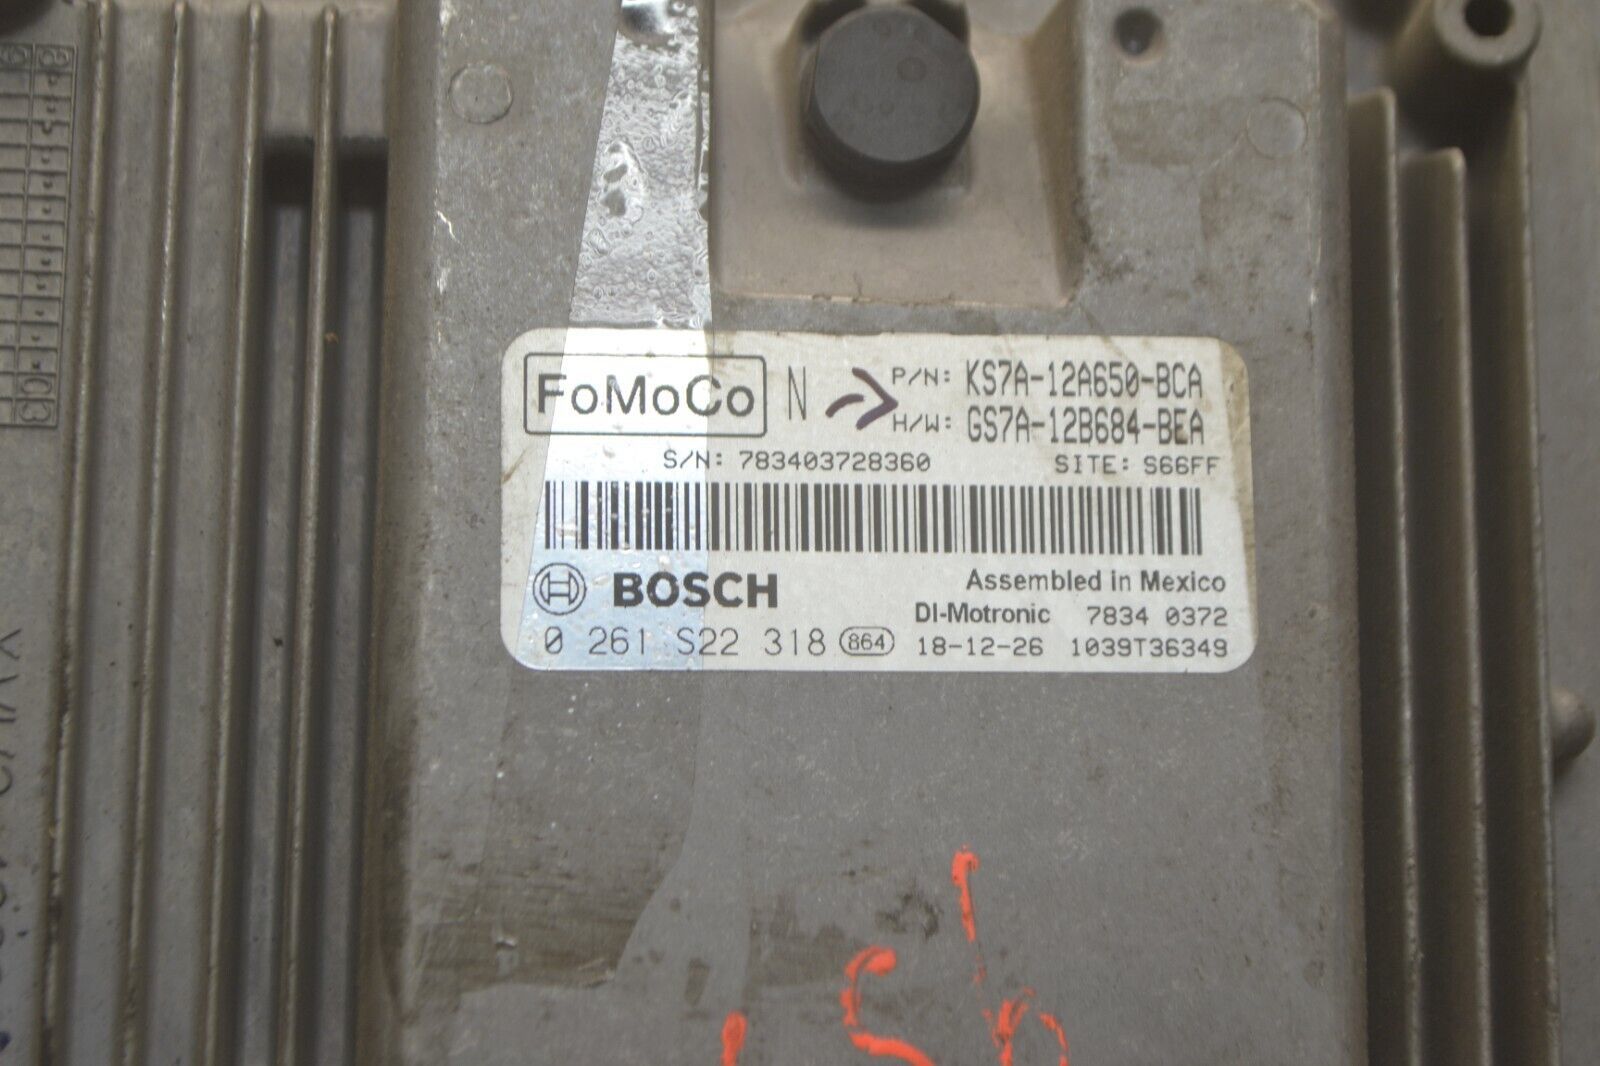 FoMoCo N P/N: KS7A-12A650-BCA
H/W: GS7A-12B684-BEA
S/N: 783403728360 SITE: S66FF
BOSCH Assembled in Mexico
DI-Motronic 7834 0372
0 261 S22 318 864 18-12-26 1039T36349
03